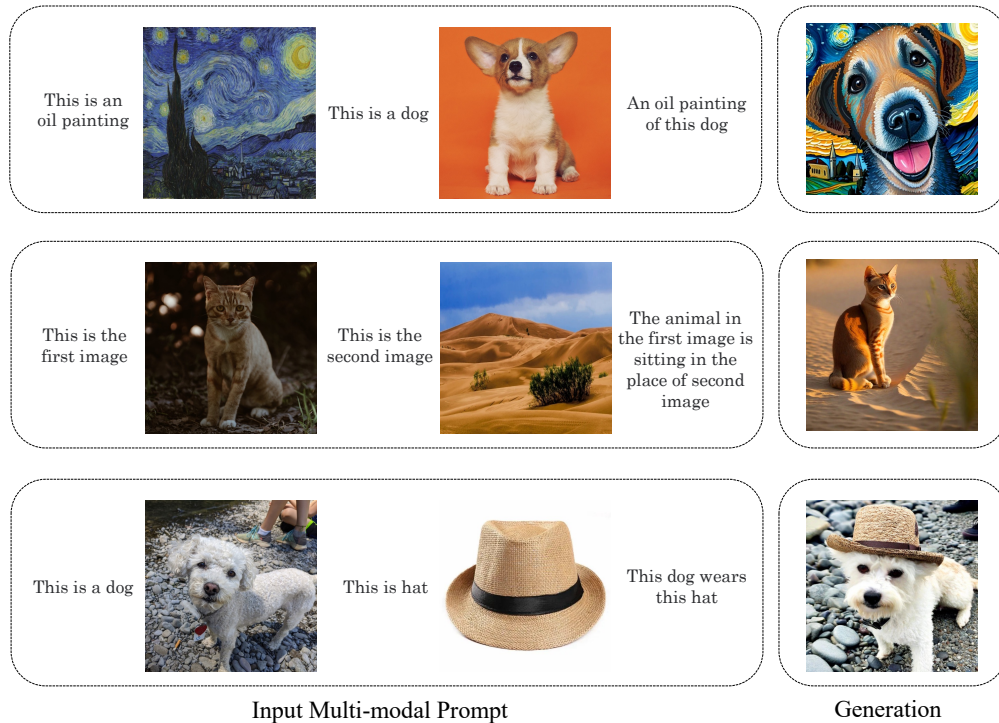 This is an
oil painting
This is a dog
An oil painting
of this dog
This is the
first image
This is the
second image
The animal in
the first image is
sitting in the
place of second
image
This is a dog
This is hat
This dog wears
this hat
Input Multi-modal Prompt
Generation